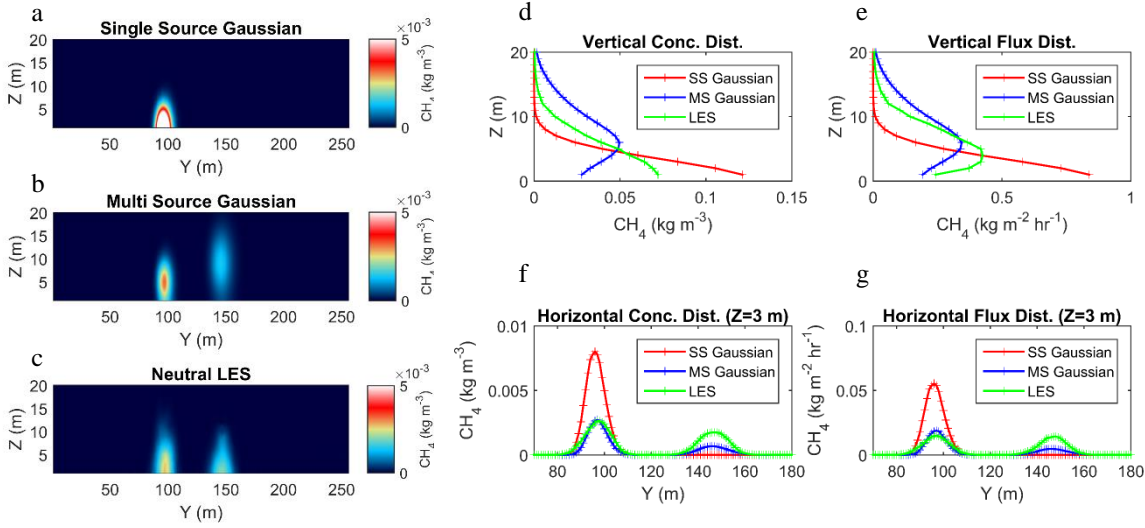 a
Single Source Gaussian
20
15
10
5
Z (m)
50 100 150 200 250
Y (m)
×10⁻³
5
0
CH₄ (kg m⁻³)
b
Multi Source Gaussian
20
15
10
5
Z (m)
50 100 150 200 250
Y (m)
×10⁻³
5
0
CH₄ (kg m⁻³)
c
Neutral LES
20
15
10
5
Z (m)
50 100 150 200 250
Y (m)
×10⁻³
5
0
CH₄ (kg m⁻³)
d
Vertical Conc. Dist.
20
10
0
Z (m)
SS Gaussian
MS Gaussian
LES
0 0.05 0.1 0.15
CH₄ (kg m⁻³)
e
Vertical Flux Dist.
20
10
0
Z (m)
SS Gaussian
MS Gaussian
LES
0 0.5 1
CH₄ (kg m⁻² hr⁻¹)
f
Horizontal Conc. Dist. (Z=3 m)
0.01
0.005
0
CH₄ (kg m⁻³)
SS Gaussian
MS Gaussian
LES
80 100 120 140 160 180
Y (m)
g
Horizontal Flux Dist. (Z=3 m)
0.1
0.05
0
CH₄ (kg m⁻² hr⁻¹)
SS Gaussian
MS Gaussian
LES
80 100 120 140 160 180
Y (m)